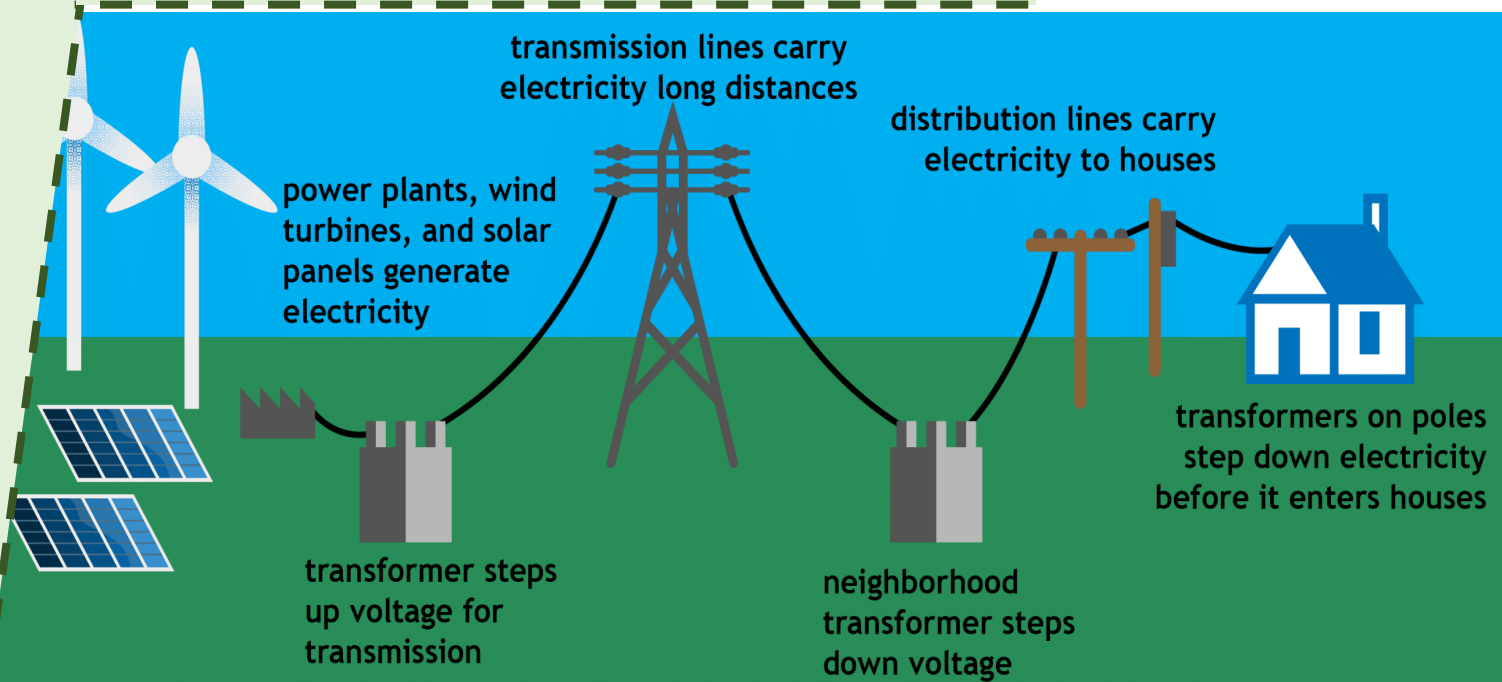 transmission lines carry
electricity long distances
distribution lines carry
electricity to houses
power plants, wind
turbines, and solar
panels generate
electricity
transformers on poles
step down electricity
before it enters houses
transformer steps
up voltage for
transmission
neighborhood
transformer steps
down voltage